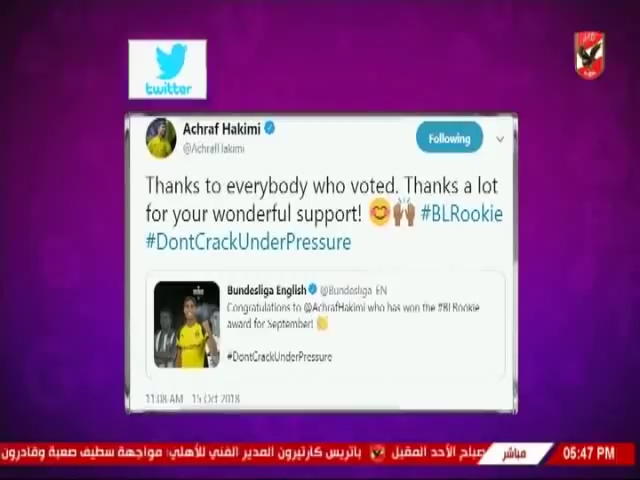 twitter
Achraf Hakimi
@AchrafHakimi
Following
Thanks to everybody who voted. Thanks a lot
for your wonderful support! 😊🙌🏾 #BLRookie
#DontCrackUnderPressure
Bundesliga English @Bundesliga_EN
Congratulations to @AchrafHakimi who has won the #BLRookie
award for September! 👏
#DontCrackUnderPressure
11:08 AM 15 Oct 2018
صباح الأحد المقبل باتريس كارتيرون المدير الفني للأهلي: مواجهة سطيف صعبة وقادرون
مباشر
05:47 PM